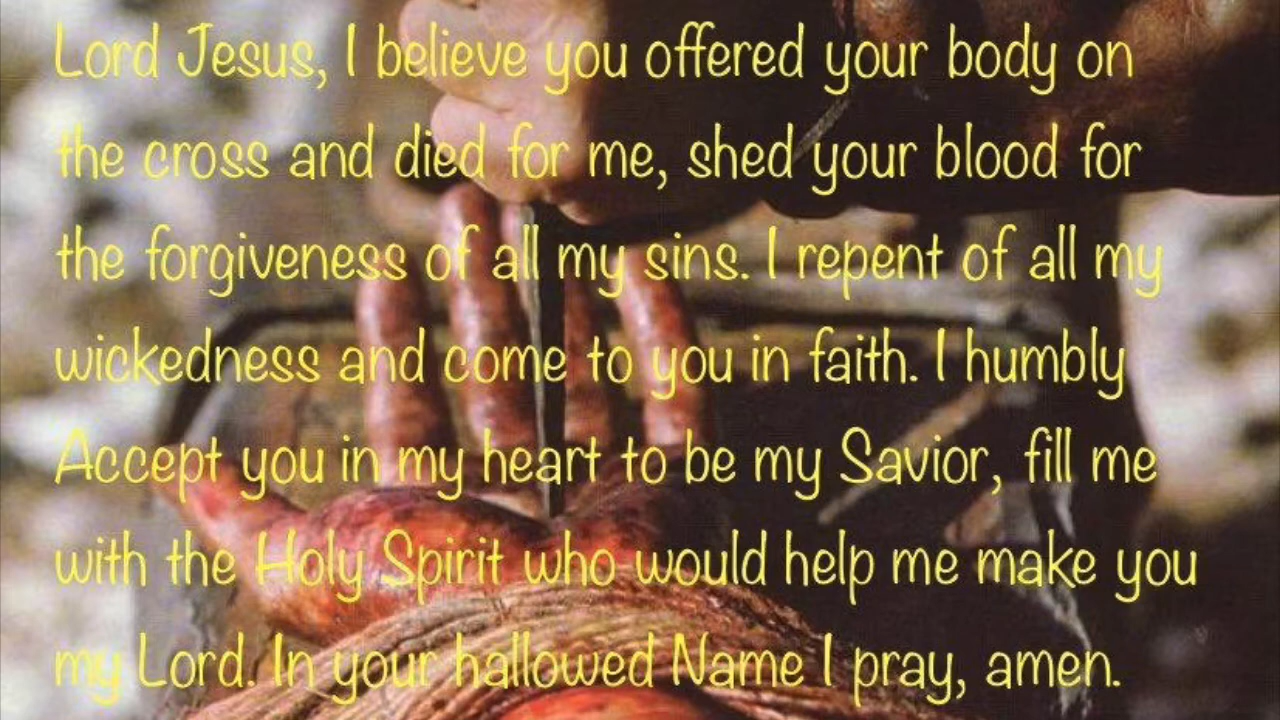 Lord Jesus, I believe you offered your body on
the cross and died for me, shed your blood for
the forgiveness of all my sins. I repent of all my
wickedness and come to you in faith. I humbly
Accept you in my heart to be my Savior, fill me
with the Holy Spirit who would help me make you
my Lord. In your hallowed Name I pray, amen.